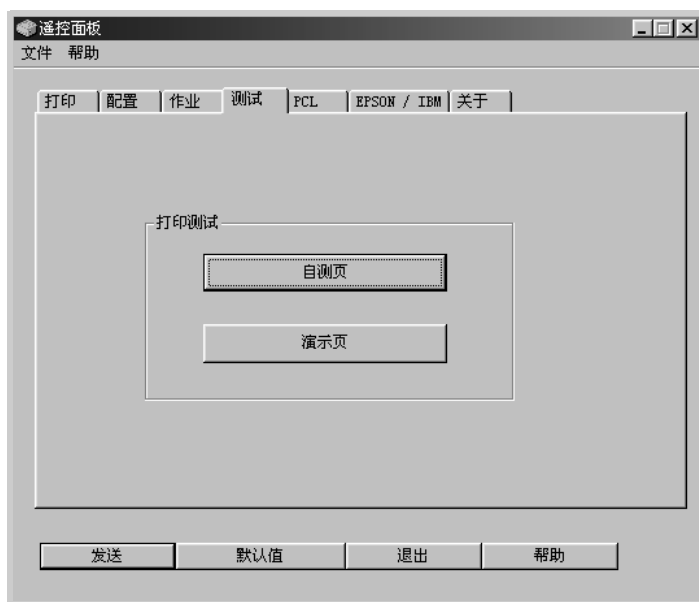 遥控面板
文件 帮助
打印 配置 作业 测试 PCL EPSON / IBM 关于
打印测试
自测页
演示页
发送 默认值 退出 帮助